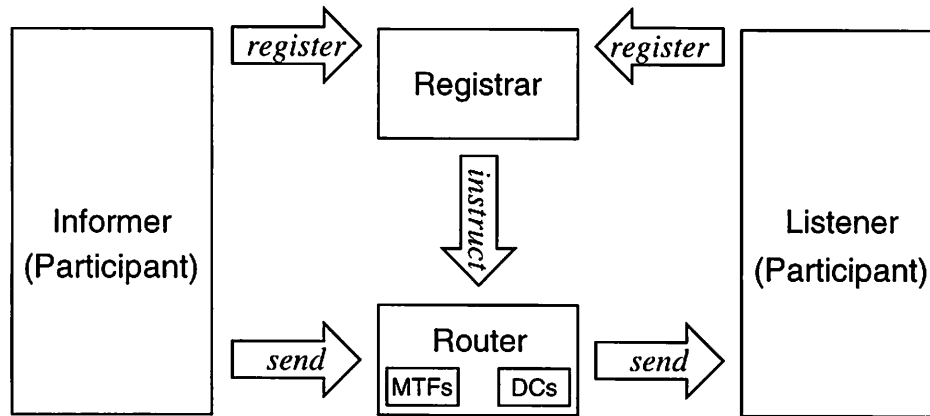 register
register
Registrar
instruct
Informer
(Participant)
Listener
(Participant)
Router
send
send
MTFs
DCs